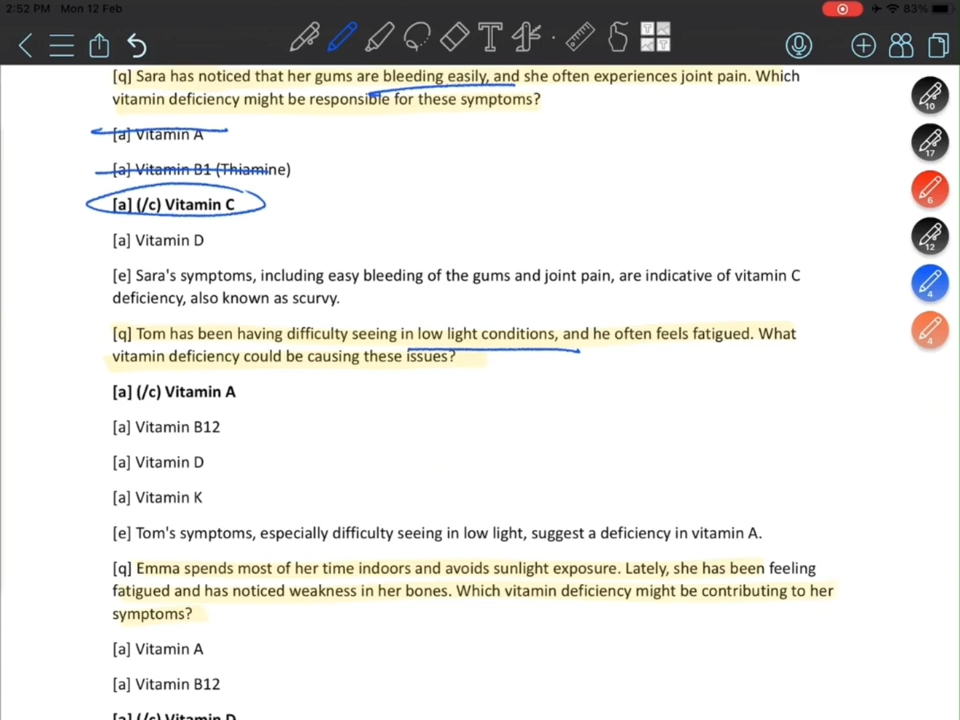 2:52 PM Mon 12 Feb
83%
[q] Sara has noticed that her gums are bleeding easily, and she often experiences joint pain. Which
vitamin deficiency might be responsible for these symptoms?
[a] Vitamin A
[a] Vitamin B1 (Thiamine)
[a] (/c) Vitamin C
[a] Vitamin D
[e] Sara's symptoms, including easy bleeding of the gums and joint pain, are indicative of vitamin C
deficiency, also known as scurvy.
[q] Tom has been having difficulty seeing in low light conditions, and he often feels fatigued. What
vitamin deficiency could be causing these issues?
[a] (/c) Vitamin A
[a] Vitamin B12
[a] Vitamin D
[a] Vitamin K
[e] Tom's symptoms, especially difficulty seeing in low light, suggest a deficiency in vitamin A.
[q] Emma spends most of her time indoors and avoids sunlight exposure. Lately, she has been feeling
fatigued and has noticed weakness in her bones. Which vitamin deficiency might be contributing to her
symptoms?
[a] Vitamin A
[a] Vitamin B12
[a] (/c) Vitamin D
10
17
6
12
4
4